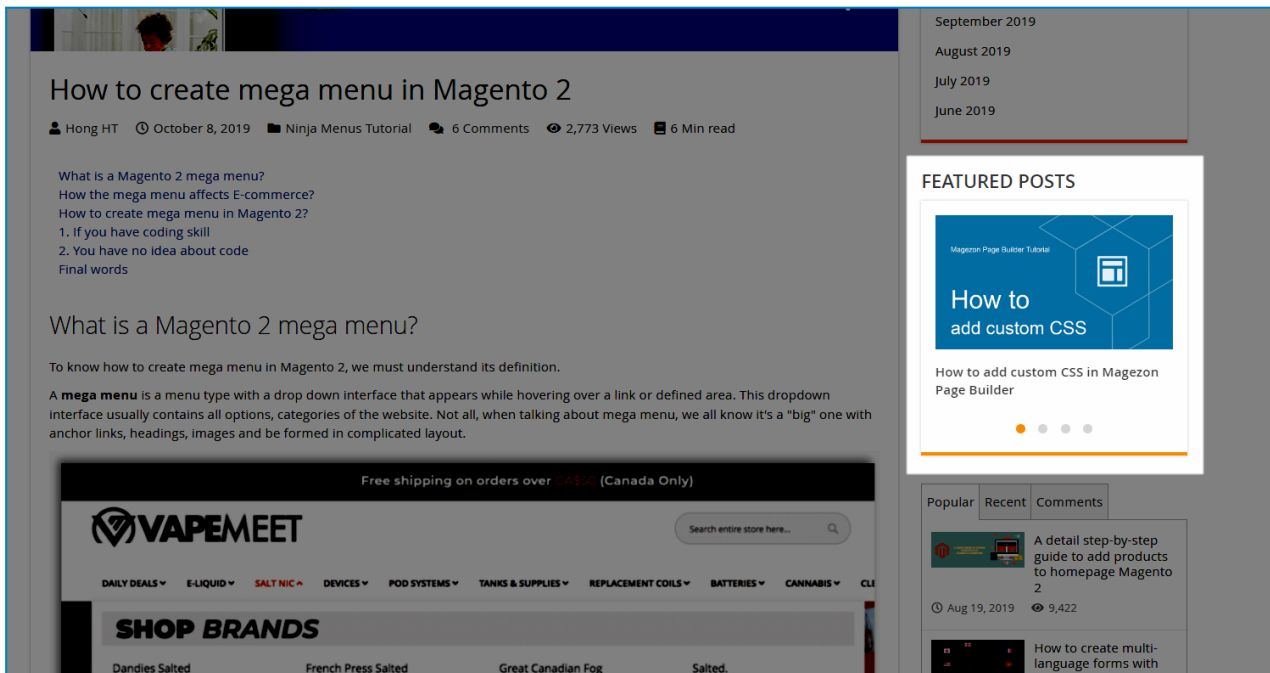 How to create mega menu in Magento 2
Hong HT October 8, 2019 Ninja Menus Tutorial 6 Comments 2,773 Views 6 Min read
What is a Magento 2 mega menu?
How the mega menu affects E-commerce?
How to create mega menu in Magento 2?
1. If you have coding skill
2. You have no idea about code
Final words
What is a Magento 2 mega menu?
To know how to create mega menu in Magento 2, we must understand its definition.
A mega menu is a menu type with a drop down interface that appears while hovering over a link or defined area. This dropdown
interface usually contains all options, categories of the website. Not all, when talking about mega menu, we all know it's a "big" one with
anchor links, headings, images and be formed in complicated layout.
Free shipping on orders over CA$50 (Canada Only)
VAPEMEET
Search entire store here...
DAILY DEALS E-LIQUID SALT NIC DEVICES POD SYSTEMS TANKS & SUPPLIES REPLACEMENT COILS BATTERIES CANNABIS CLE
SHOP BRANDS
Dandies Salted French Press Salted Great Canadian Fog Salted.
September 2019
August 2019
July 2019
June 2019
FEATURED POSTS
Magezon Page Builder Tutorial
How to
add custom CSS
How to add custom CSS in Magezon
Page Builder
Popular Recent Comments
A detail step-by-step
guide to add products
to homepage Magento
2
Aug 19, 2019 9,422
How to create multi-
language forms with